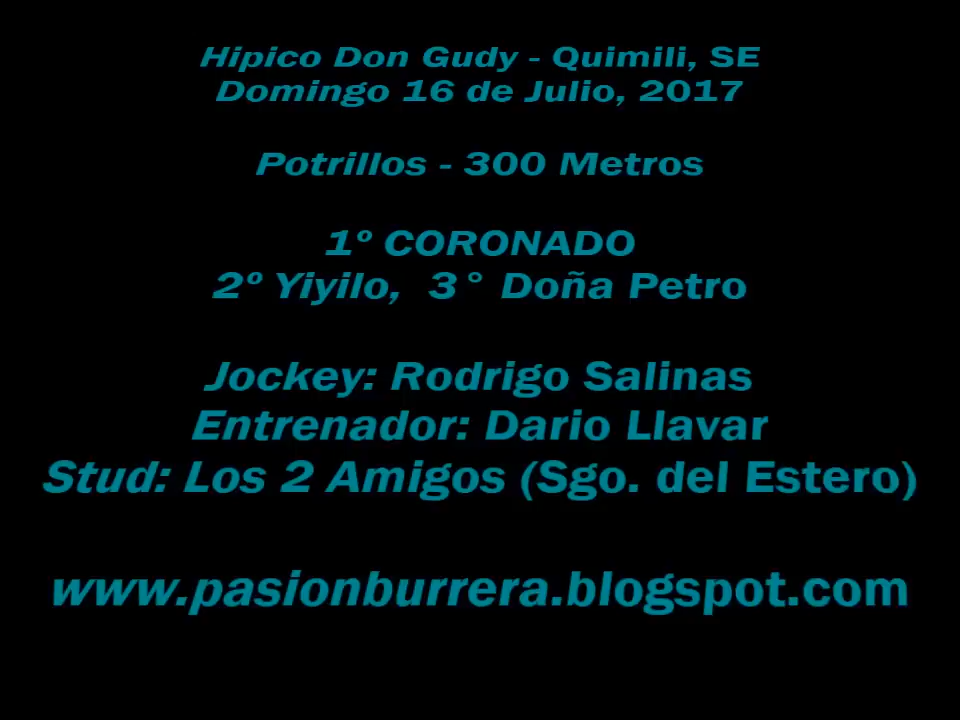 Hipico Don Gudy - Quimili, SE
Domingo 16 de Julio, 2017
Potrillos - 300 Metros
1º CORONADO
2º Yiyilo, 3° Doña Petro
Jockey: Rodrigo Salinas
Entrenador: Dario Llavar
Stud: Los 2 Amigos (Sgo. del Estero)
www.pasionburrera.blogspot.com